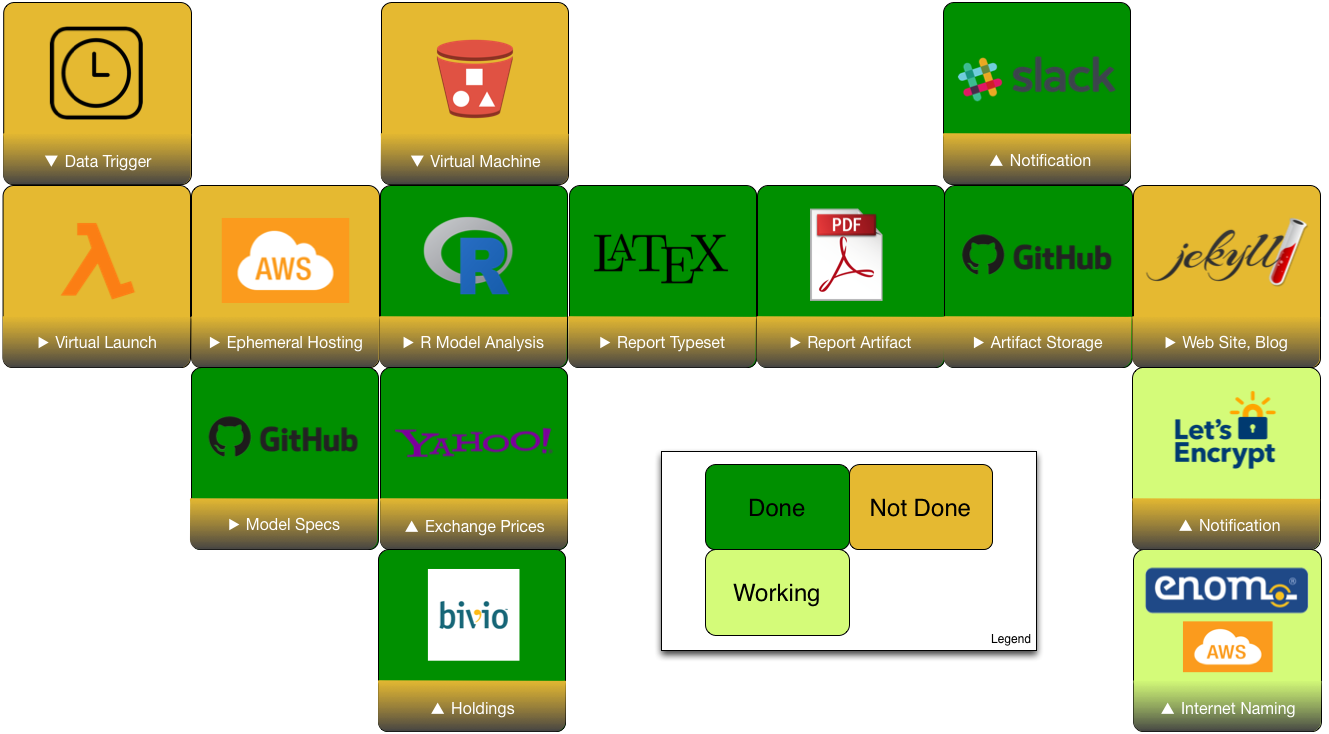 slack
▼ Data Trigger
▼ Virtual Machine
▲ Notification
λ
AWS
R
LATEX
PDF
GitHub
jekyll
▶ Virtual Launch
▶ Ephemeral Hosting
▶ R Model Analysis
▶ Report Typeset
▶ Report Artifact
▶ Artifact Storage
▶ Web Site, Blog
GitHub
YAHOO!
Let's
Encrypt
▶ Model Specs
▲ Exchange Prices
▲ Notification
Done
Not Done
Working
Legend
bivio
enom®
AWS
▲ Holdings
▲ Internet Naming